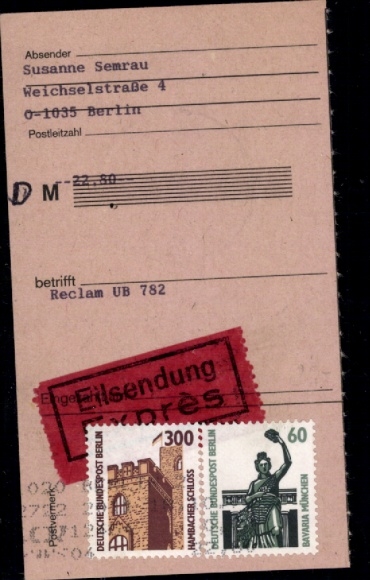 Absender
Susanne Semrau
Weichselstraße 4
O-1035 Berlin
Postleitzahl
DM --22,80--
betrifft
Reclam UB 782
Eilsendung
Exprès
Postvermerk
DEUTSCHE BUNDESPOST BERLIN
300
HAMBACHER SCHLOSS
DEUTSCHE BUNDESPOST BERLIN
60
BAVARIA MÜNCHEN